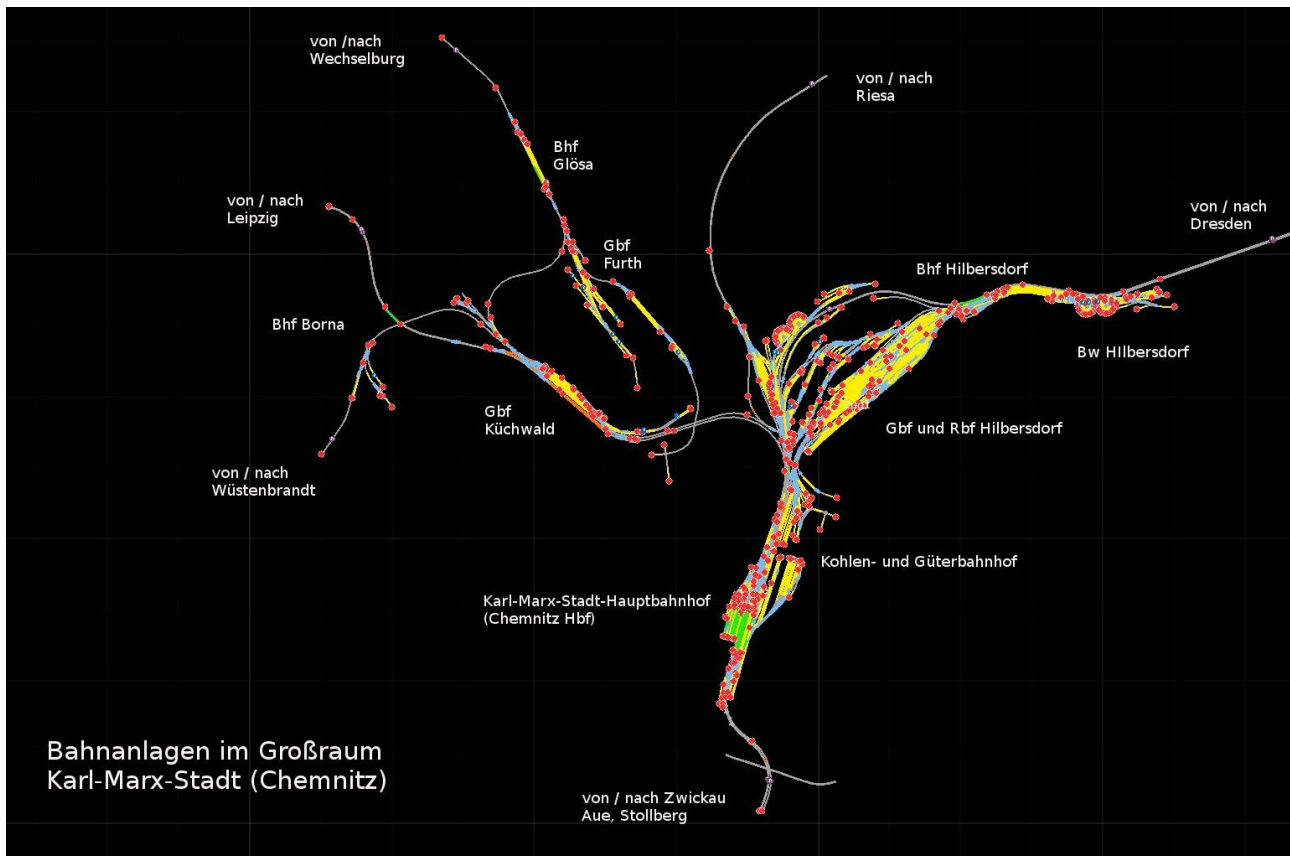 von /nach
Wechselburg
von / nach
Riesa
Bhf
Glösa
von / nach
Leipzig
von / nach
Dresden
Gbf
Furth
Bhf Hilbersdorf
Bhf Borna
Bw HIlbersdorf
Gbf
Küchwald
Gbf und Rbf Hilbersdorf
von / nach
Wüstenbrandt
Kohlen- und Güterbahnhof
Karl-Marx-Stadt-Hauptbahnhof
(Chemnitz Hbf)
Bahnanlagen im Großraum
Karl-Marx-Stadt (Chemnitz)
von / nach Zwickau
Aue, Stollberg